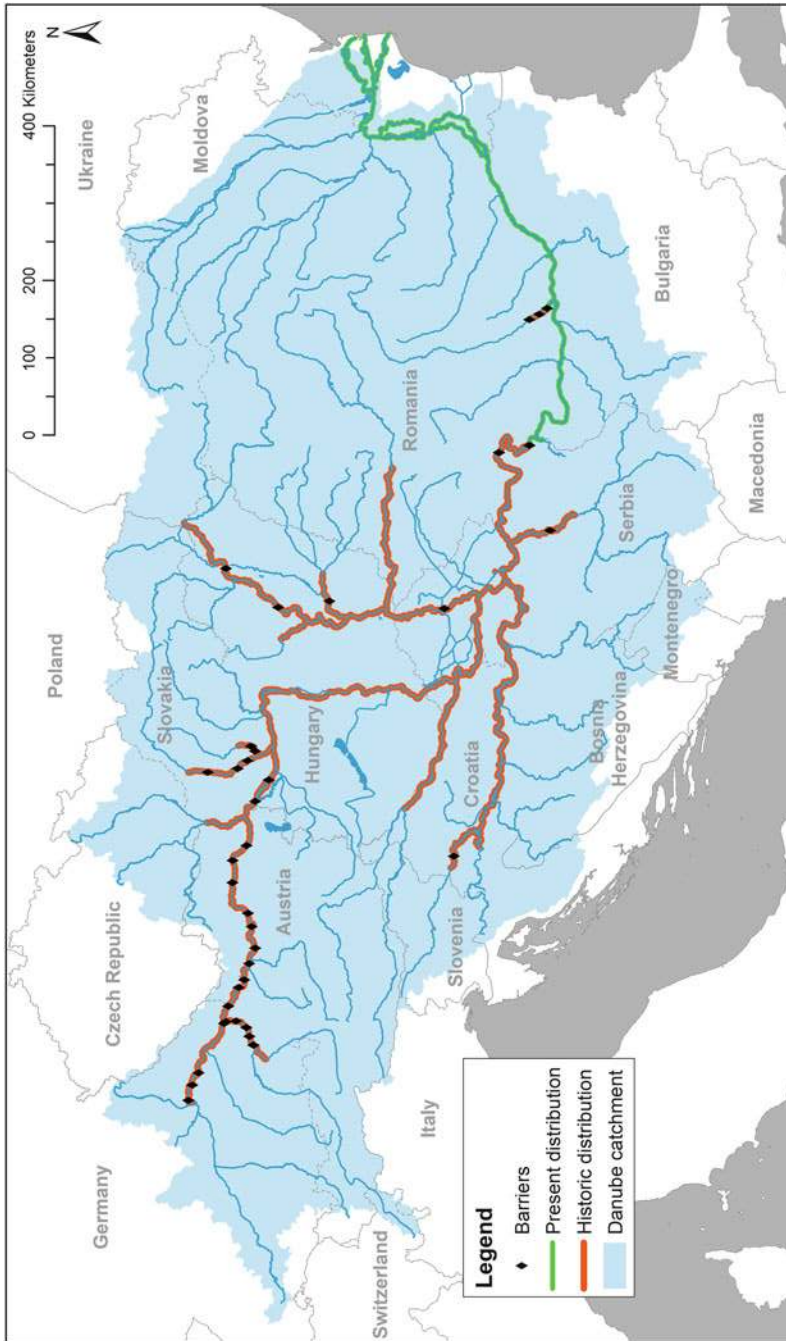 N
0 100 200 400 Kilometers
Ukraine
Moldova
Poland
Slovakia
Czech Republic
Germany
Romania
Hungary
Austria
Bulgaria
Serbia
Croatia
Slovenia
Bosnia
Herzegovina
Montenegro
Macedonia
Italy
Switzerland
Legend
Barriers
Present distribution
Historic distribution
Danube catchment